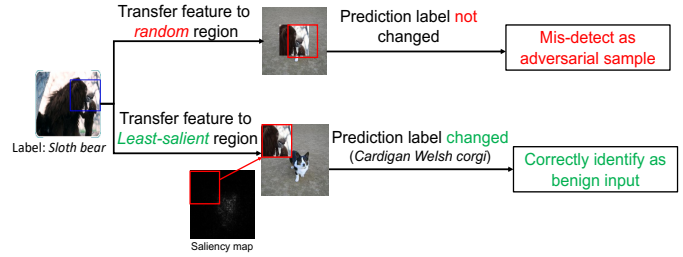 Transfer feature to
random region
Prediction label not
changed
Mis-detect as
adversarial sample
Label: Sloth bear
Transfer feature to
Least-salient region
Prediction label changed
(Cardigan Welsh corgi)
Correctly identify as
benign input
Saliency map